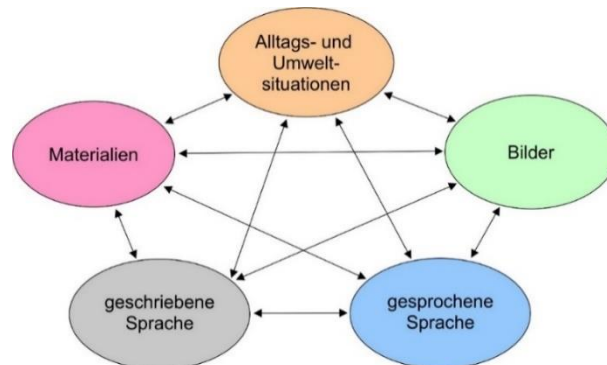 Alltags- und
Umwelt-
situationen
Materialien
Bilder
geschriebene
Sprache
gesprochene
Sprache